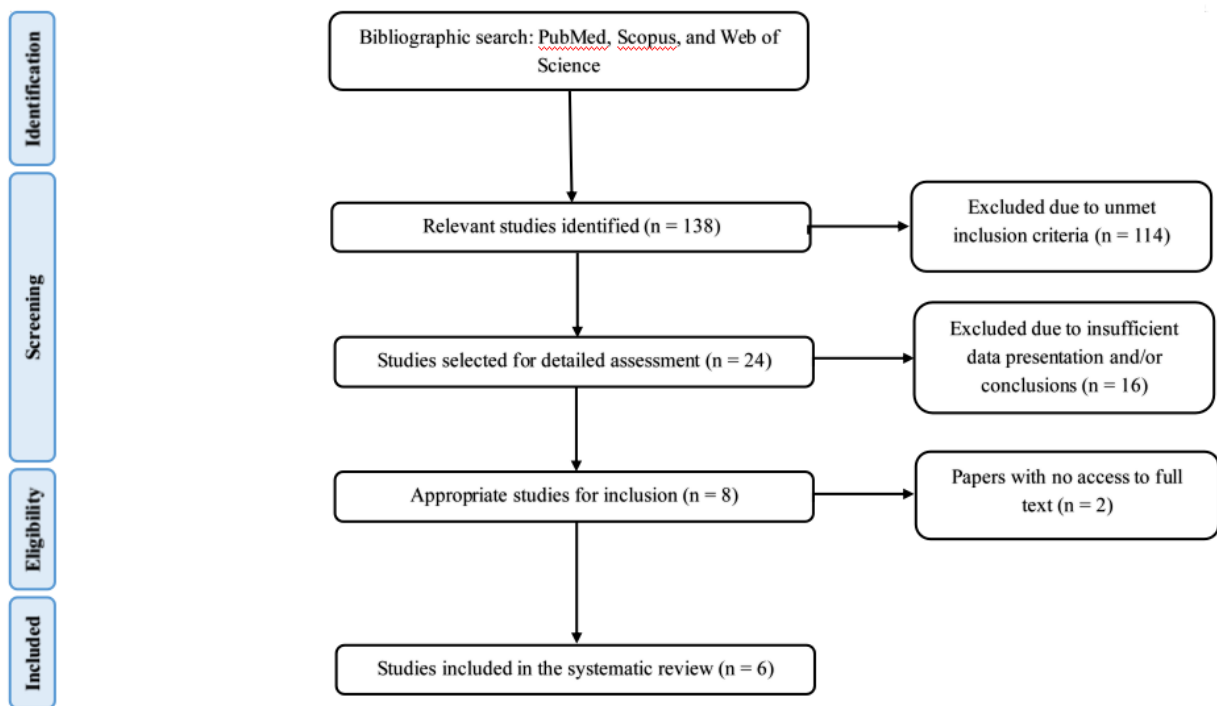 Identification
Bibliographic search: PubMed, Scopus, and Web of
Science
Screening
Relevant studies identified (n = 138)
Excluded due to unmet
inclusion criteria (n = 114)
Studies selected for detailed assessment (n = 24)
Excluded due to insufficient
data presentation and/or
conclusions (n = 16)
Eligibility
Appropriate studies for inclusion (n = 8)
Papers with no access to full
text (n = 2)
Included
Studies included in the systematic review (n = 6)